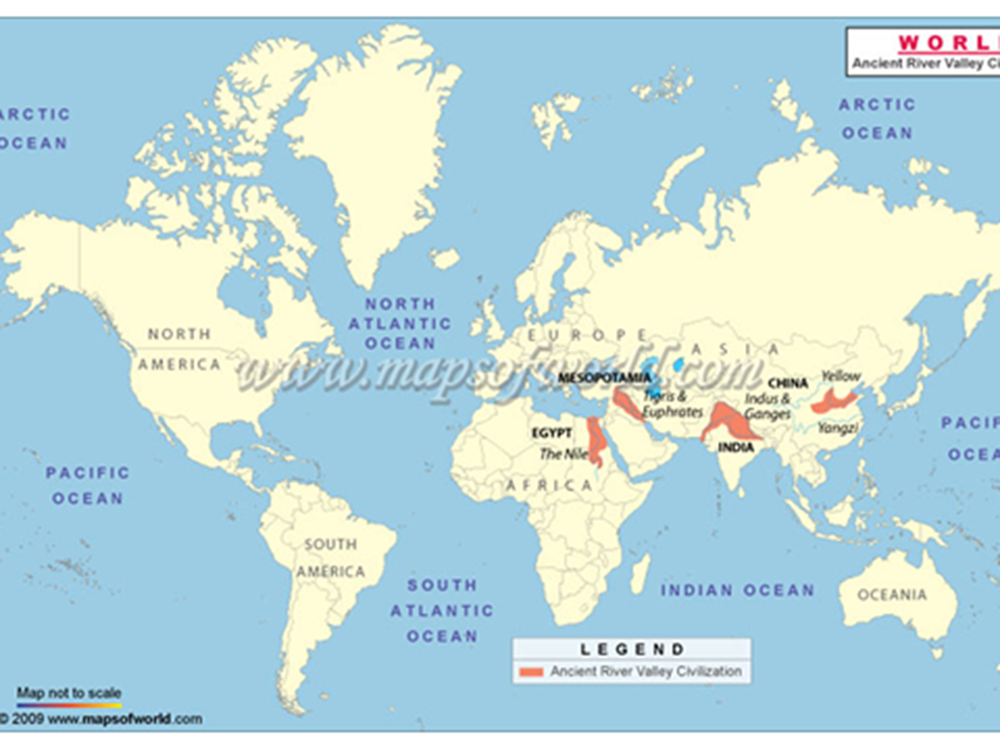 WORL
Ancient River Valley Ci
ARCTIC
OCEAN
ARCTIC
OCEAN
NORTH
ATLANTIC
OCEAN
NORTH
AMERICA
EUROPE
ASIA
www.mapsofworld.com
MESOPOTAMIA
Tigris &
Euphrates
CHINA
Yellow
Indus &
Ganges
Yangzi
EGYPT
The Nile
INDIA
AFRICA
PACIFIC
OCEAN
PACIF
OCEA
SOUTH
AMERICA
SOUTH
ATLANTIC
OCEAN
INDIAN OCEAN
OCEANIA
LEGEND
Ancient River Valley Civilization
Map not to scale
© 2009 www.mapsofworld.com